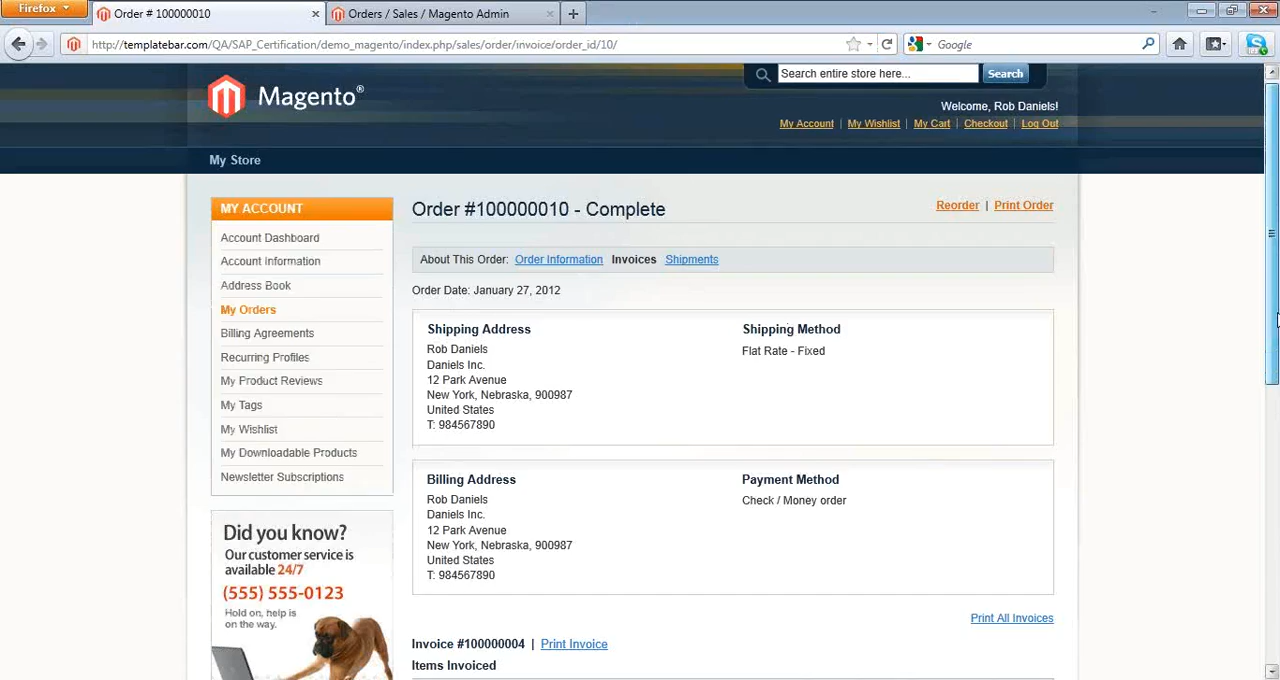 Firefox
Order # 100000010
Orders / Sales / Magento Admin
http://templatebar.com/QA/SAP_Certification/demo_magento/index.php/sales/order/invoice/order_id/10/
Google
Magento®
Search entire store here...
Search
Welcome, Rob Daniels!
My Account | My Wishlist | My Cart | Checkout | Log Out
My Store
MY ACCOUNT
Account Dashboard
Account Information
Address Book
My Orders
Billing Agreements
Recurring Profiles
My Product Reviews
My Tags
My Wishlist
My Downloadable Products
Newsletter Subscriptions
Did you know?
Our customer service is
available 24/7
(555) 555-0123
Hold on, help is
on the way.
Order #100000010 - Complete
Reorder | Print Order
About This Order: Order Information Invoices Shipments
Order Date: January 27, 2012
Shipping Address
Rob Daniels
Daniels Inc.
12 Park Avenue
New York, Nebraska, 900987
United States
T: 984567890
Shipping Method
Flat Rate - Fixed
Billing Address
Rob Daniels
Daniels Inc.
12 Park Avenue
New York, Nebraska, 900987
United States
T: 984567890
Payment Method
Check / Money order
Print All Invoices
Invoice #100000004 | Print Invoice
Items Invoiced